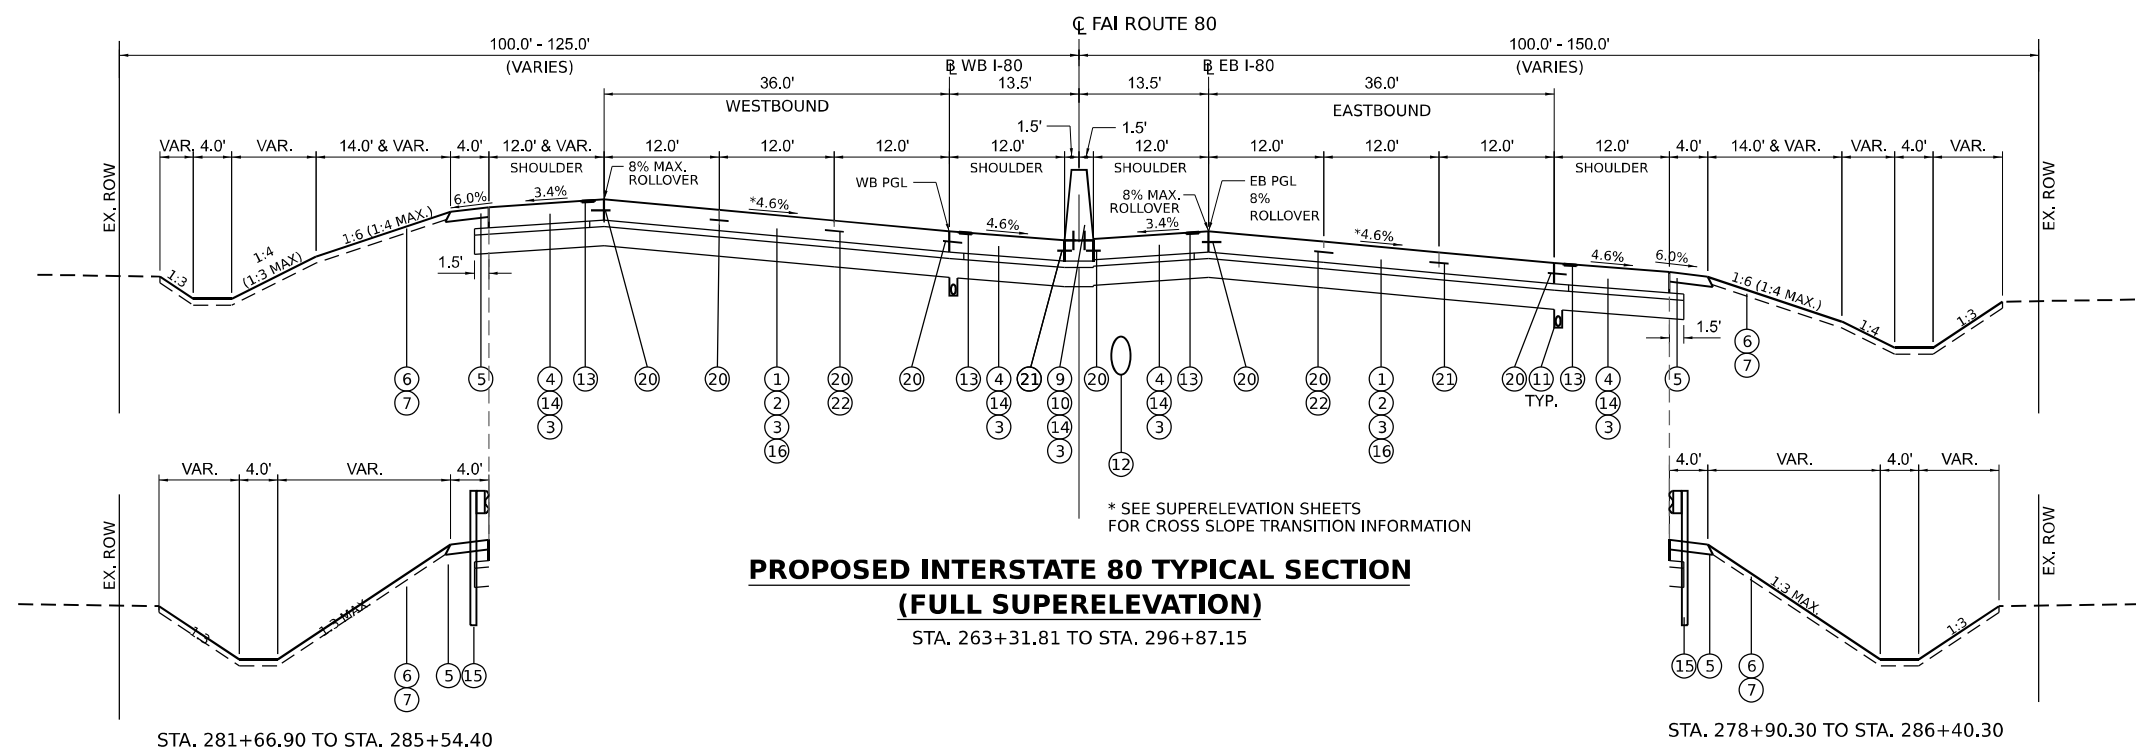 ℄ FAI ROUTE 80
100.0' - 125.0'
(VARIES)
100.0' - 150.0'
(VARIES)
℄ WB I-80
℄ EB I-80
36.0'
13.5'
13.5'
36.0'
WESTBOUND
EASTBOUND
1.5'
1.5'
VAR.
4.0'
VAR.
14.0' & VAR.
4.0'
12.0' & VAR.
12.0'
12.0'
12.0'
12.0'
12.0'
12.0'
12.0'
12.0'
12.0'
4.0'
14.0' & VAR.
VAR.
4.0'
VAR.
SHOULDER
SHOULDER
SHOULDER
SHOULDER
EX. ROW
8% MAX.
ROLLOVER
WB PGL
8% MAX.
ROLLOVER
EB PGL
8%
ROLLOVER
EX. ROW
6.0%
3.4%
*4.6%
4.6%
3.4%
*4.6%
4.6%
6.0%
1:3
1:4
(1:3 MAX)
1:6 (1:4 MAX.)
1.5'
1:6 (1:4 MAX.)
1:4
1:3
1.5'
6
7
5
4
14
3
13
20
20
1
2
3
16
20
22
20
13
4
14
3
21
9
10
14
3
20
12
4
14
3
13
20
20
22
1
2
3
16
21
20
11
TYP.
13
4
14
3
5
6
7
VAR.
4.0'
VAR.
4.0'
EX. ROW
1:3
1:3 MAX
6
7
5
15
STA. 281+66.90 TO STA. 285+54.40
* SEE SUPERELEVATION SHEETS
FOR CROSS SLOPE TRANSITION INFORMATION
PROPOSED INTERSTATE 80 TYPICAL SECTION
(FULL SUPERELEVATION)
STA. 263+31.81 TO STA. 296+87.15
4.0'
VAR.
4.0'
VAR.
EX. ROW
1:3 MAX.
1:3
15
5
6
7
STA. 278+90.30 TO STA. 286+40.30